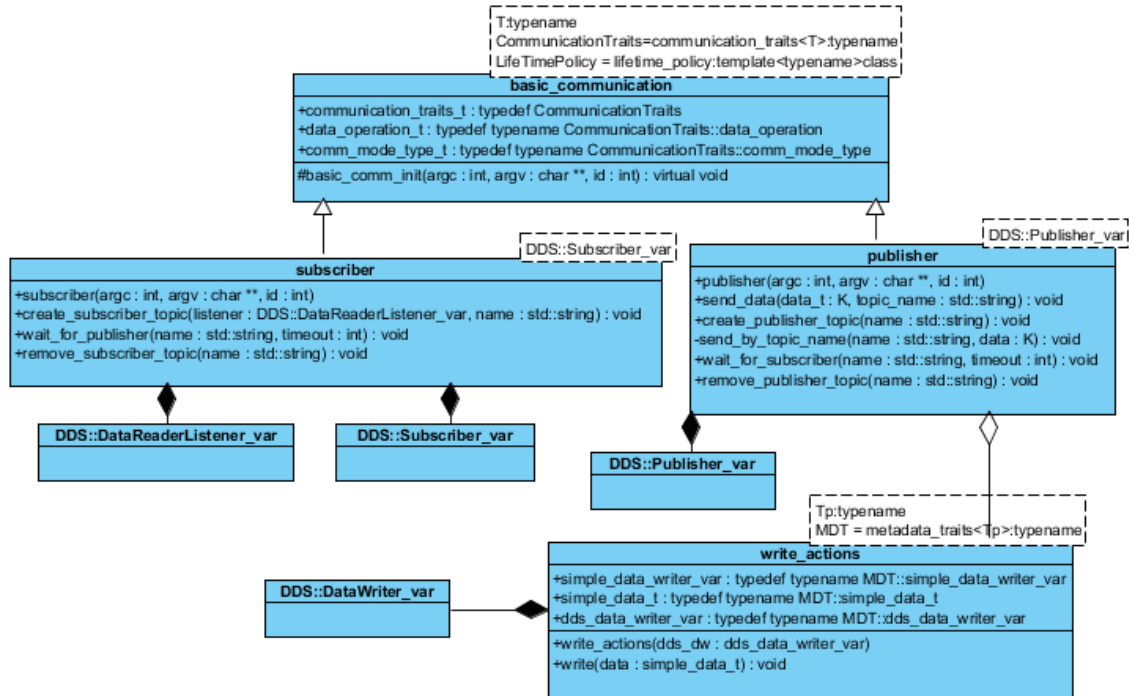 T:typename
CommunicationTraits=communication_traits<T>:typename
LifeTimePolicy = lifetime_policy:template<typename>class
basic_communication
+communication_traits_t : typedef CommunicationTraits
+data_operation_t : typedef typename CommunicationTraits::data_operation
+comm_mode_type_t : typedef typename CommunicationTraits::comm_mode_type
#basic_comm_init(argc : int, argv : char **, id : int) : virtual void
DDS::Subscriber_var
subscriber
+subscriber(argc : int, argv : char **, id : int)
+create_subscriber_topic(listener : DDS::DataReaderListener_var, name : std::string) : void
+wait_for_publisher(name : std::string, timeout : int) : void
+remove_subscriber_topic(name : std::string) : void
DDS::Publisher_var
publisher
+publisher(argc : int, argv : char **, id : int)
+send_data(data_t : K, topic_name : std::string) : void
+create_publisher_topic(name : std::string) : void
-send_by_topic_name(name : std::string, data : K) : void
+wait_for_subscriber(name : std::string, timeout : int) : void
+remove_publisher_topic(name : std::string) : void
DDS::DataReaderListener_var
DDS::Subscriber_var
DDS::Publisher_var
Tp:typename
MDT = metadata_traits<Tp>:typename
write_actions
+simple_data_writer_var : typedef typename MDT::simple_data_writer_var
+simple_data_t : typedef typename MDT::simple_data_t
+dds_data_writer_var : typedef typename MDT::dds_data_writer_var
+write_actions(dds_dw : dds_data_writer_var)
+write(data : simple_data_t) : void
DDS::DataWriter_var